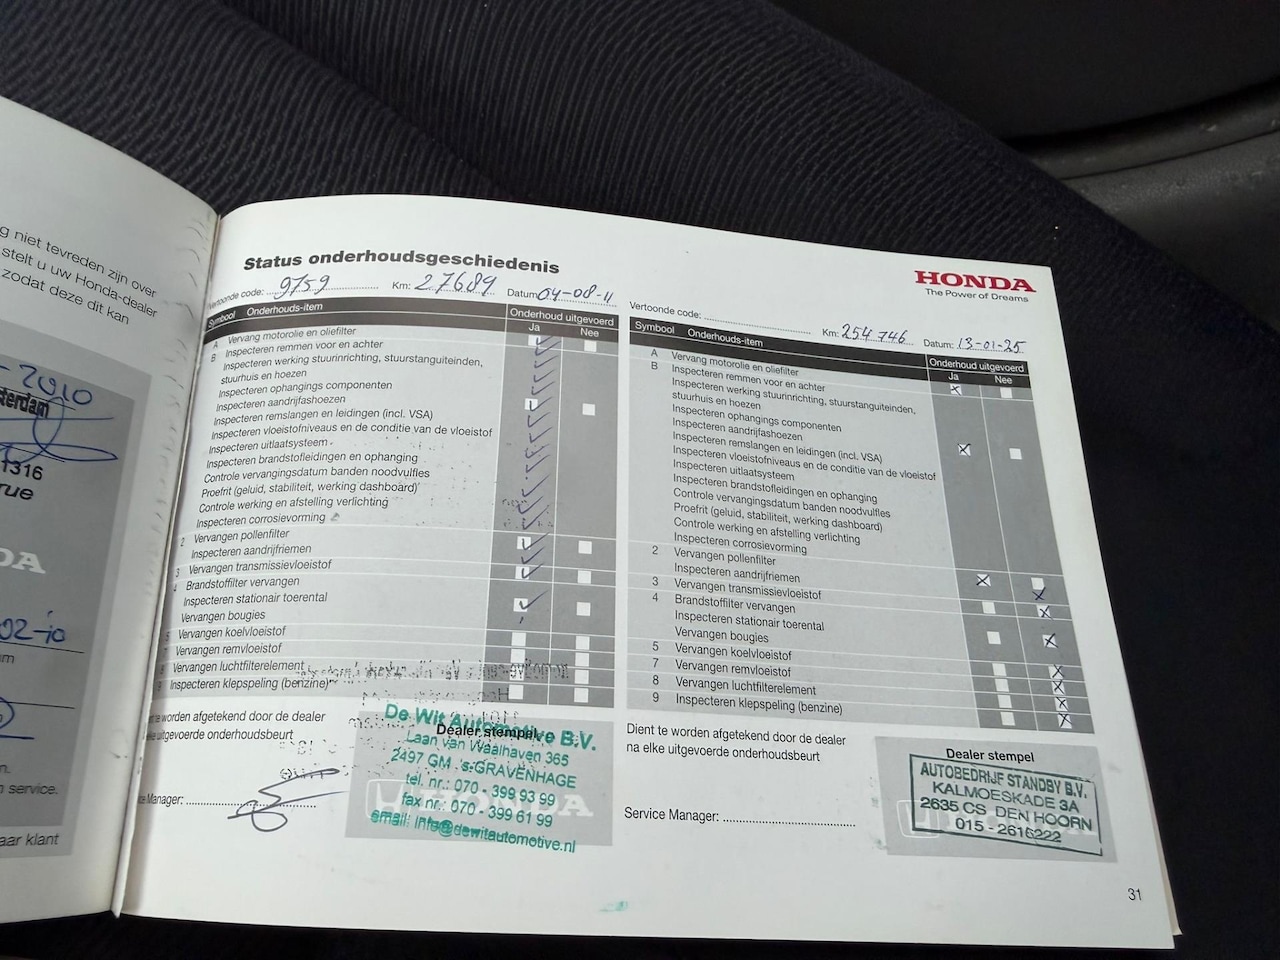 g niet tevreden zijn over
stelt u uw Honda-dealer
zodat deze dit kan
- 2010
terdam
1316
rue
DA
02-10
m
n.
n service.
aar klant
Status onderhoudsgeschiedenis
HONDA
The Power of Dreams
Vertoonde code: 9759 Km: 27689 Datum: 04-08-11
Symbool Onderhouds-item Onderhoud uitgevoerd
Ja Nee
A Vervang motorolie en oliefilter
B Inspecteren remmen voor en achter
Inspecteren werking stuurinrichting, stuurstanguiteinden,
stuurhuis en hoezen
Inspecteren ophangings componenten
Inspecteren aandrijfashoezen
Inspecteren remslangen en leidingen (incl. VSA)
Inspecteren vloeistofniveaus en de conditie van de vloeistof
Inspecteren uitlaatsysteem
Inspecteren brandstofleidingen en ophanging
Controle vervangingsdatum banden noodvulfles
Proefrit (geluid, stabiliteit, werking dashboard)
Controle werking en afstelling verlichting
Inspecteren corrosievorming
2 Vervangen pollenfilter
Inspecteren aandrijfriemen
3 Vervangen transmissievloeistof
4 Brandstoffilter vervangen
Inspecteren stationair toerental
Vervangen bougies
5 Vervangen koelvloeistof
7 Vervangen remvloeistof
8 Vervangen luchtfilterelement
9 Inspecteren klepspeling (benzine)
te worden afgetekend door de dealer
elke uitgevoerde onderhoudsbeurt
ce Manager:
Dealer stempel
De Wit Automotive B.V.
Laan van Waalhaven 365
2497 GM 's-GRAVENHAGE
tel. nr.: 070 - 399 93 99
fax nr.: 070 - 399 61 99
email: info@dewitautomotive.nl
HONDA
Vertoonde code: Km: 254 746 Datum: 13-01-25
Symbool Onderhouds-item Onderhoud uitgevoerd
Ja Nee
A Vervang motorolie en oliefilter
B Inspecteren remmen voor en achter
Inspecteren werking stuurinrichting, stuurstanguiteinden,
stuurhuis en hoezen
Inspecteren ophangings componenten
Inspecteren aandrijfashoezen
Inspecteren remslangen en leidingen (incl. VSA)
Inspecteren vloeistofniveaus en de conditie van de vloeistof
Inspecteren uitlaatsysteem
Inspecteren brandstofleidingen en ophanging
Controle vervangingsdatum banden noodvulfles
Proefrit (geluid, stabiliteit, werking dashboard)
Controle werking en afstelling verlichting
Inspecteren corrosievorming
2 Vervangen pollenfilter
Inspecteren aandrijfriemen
3 Vervangen transmissievloeistof
4 Brandstoffilter vervangen
Inspecteren stationair toerental
Vervangen bougies
5 Vervangen koelvloeistof
7 Vervangen remvloeistof
8 Vervangen luchtfilterelement
9 Inspecteren klepspeling (benzine)
Dient te worden afgetekend door de dealer
na elke uitgevoerde onderhoudsbeurt
Service Manager:
Dealer stempel
AUTOBEDRIJF STANDBY B.V.
KALMOESKADE 3A
2635 CS DEN HOORN
015 - 2616222
31